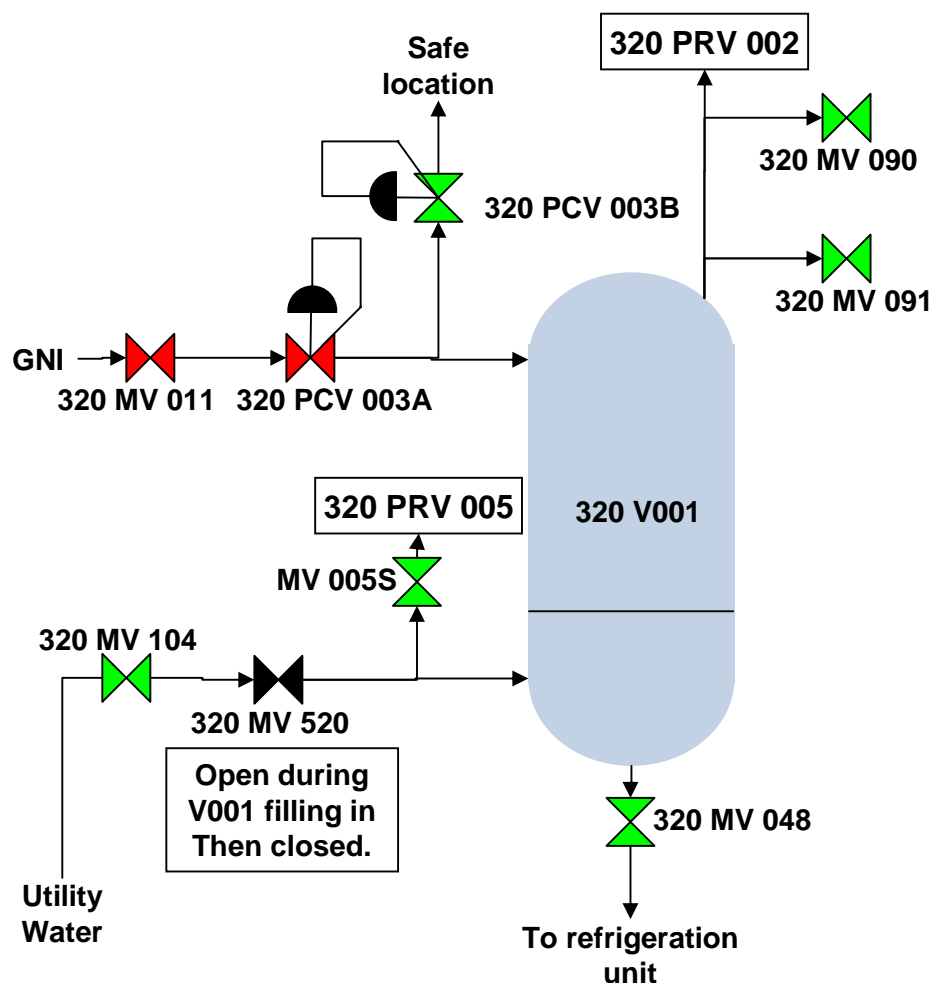 Safe
location
320 PRV 002
320 MV 090
320 PCV 003B
320 MV 091
GNI
320 MV 011
320 PCV 003A
320 PRV 005
320 V001
MV 005S
320 MV 104
320 MV 520
Open during
V001 filling in
Then closed.
320 MV 048
Utility
Water
To refrigeration
unit